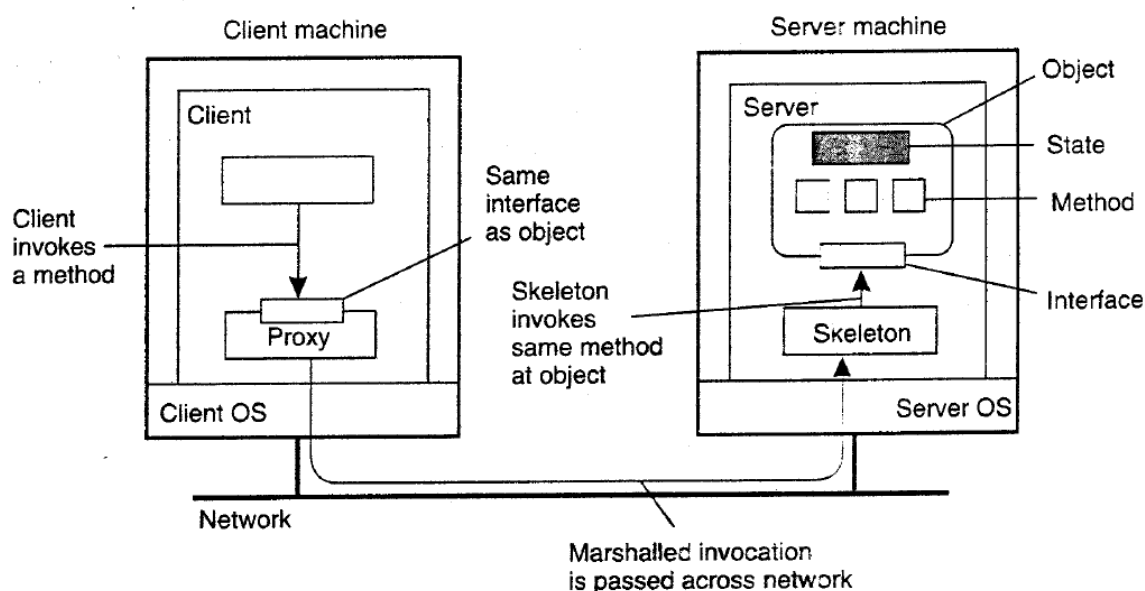 Client machine
Server machine
Object
Client
Server
State
Same
interface
as object
Method
Client
invokes
a method
Skeleton
invokes
same method
at object
Interface
Proxy
Skeleton
Client OS
Server OS
Network
Marshalled invocation
is passed across network